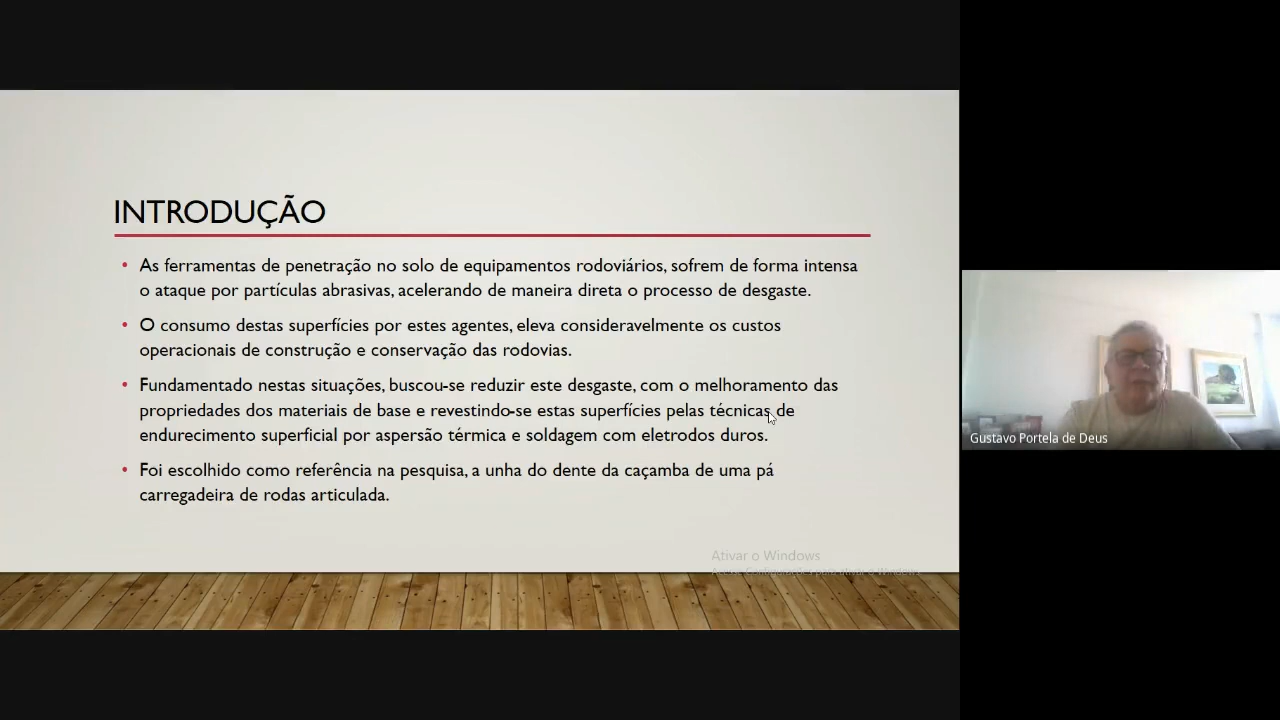 INTRODUÇÃO
• As ferramentas de penetração no solo de equipamentos rodoviários, sofrem de forma intensa
o ataque por partículas abrasivas, acelerando de maneira direta o processo de desgaste.
• O consumo destas superfícies por estes agentes, eleva consideravelmente os custos
operacionais de construção e conservação das rodovias.
• Fundamentado nestas situações, buscou-se reduzir este desgaste, com o melhoramento das
propriedades dos materiais de base e revestindo-se estas superfícies pelas técnicas de
endurecimento superficial por aspersão térmica e soldagem com eletrodos duros.
• Foi escolhido como referência na pesquisa, a unha do dente da caçamba de uma pá
carregadeira de rodas articulada.
Ativar o Windows
Acesse Configurações para ativar o Windows.
Gustavo Portela de Deus